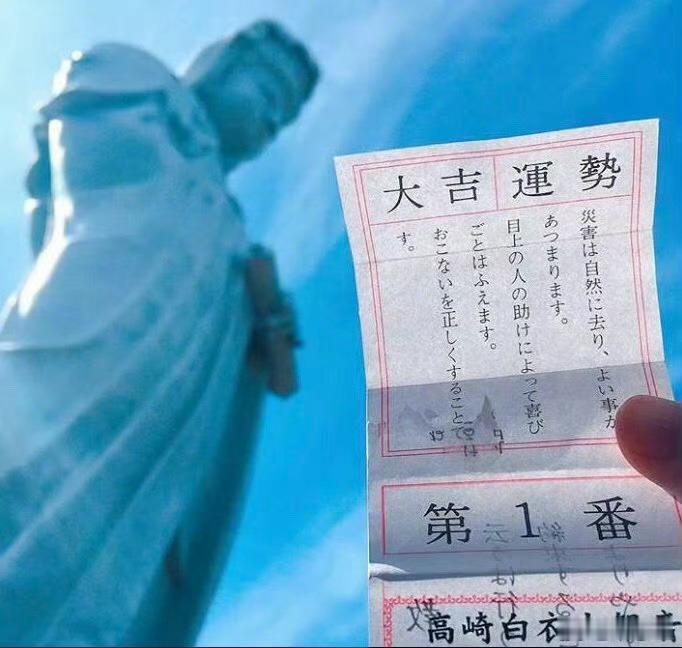 大吉 運勢
災害は自然に去り、よい事が
あつまります。
目上の人の助けによって喜び
ごとはふえます。
おこないを正しくすることで
す。
第1番
高崎白衣